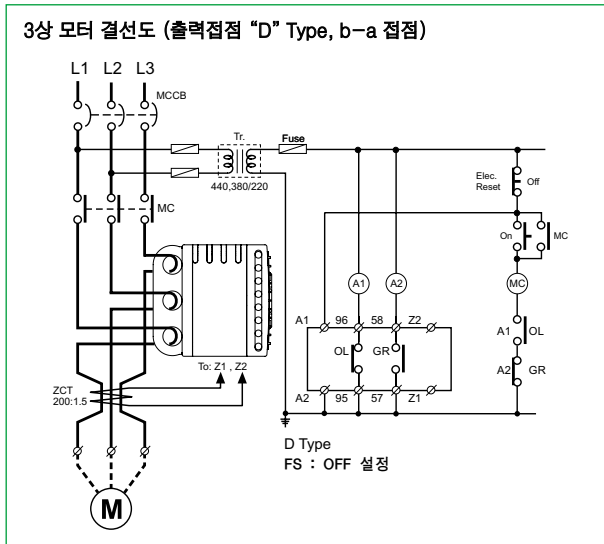 3상 모터 결선도 (출력접점 “D” Type, b-a 접점)
L1 L2 L3
MCCB
Tr.
Fuse
440,380/220
Elec.
Reset
Off
MC
On
MC
A1
A2
MC
A1 96 58 Z2
A1 OL
OL GR
To: Z1 , Z2
A2 GR
ZCT
200:1.5
A2 95 57 Z1
D Type
FS : OFF 설정
M